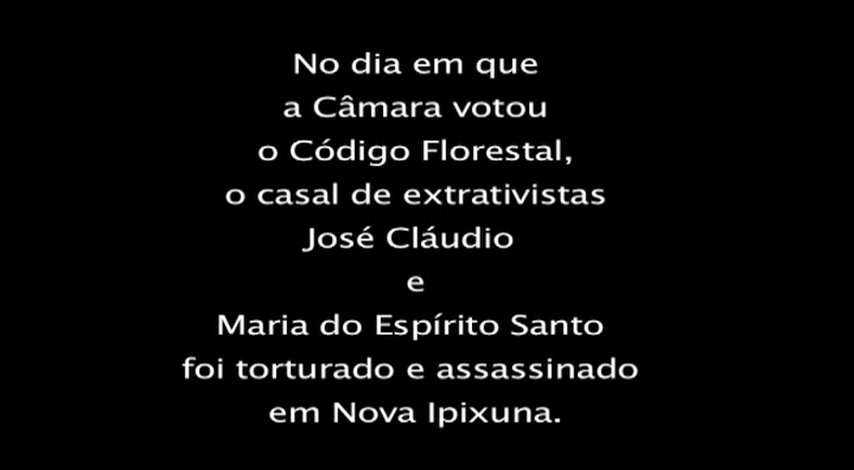 No dia em que
a Câmara votou
o Código Florestal,
o casal de extrativistas
José Cláudio
e
Maria do Espírito Santo
foi torturado e assassinado
em Nova Ipixuna.